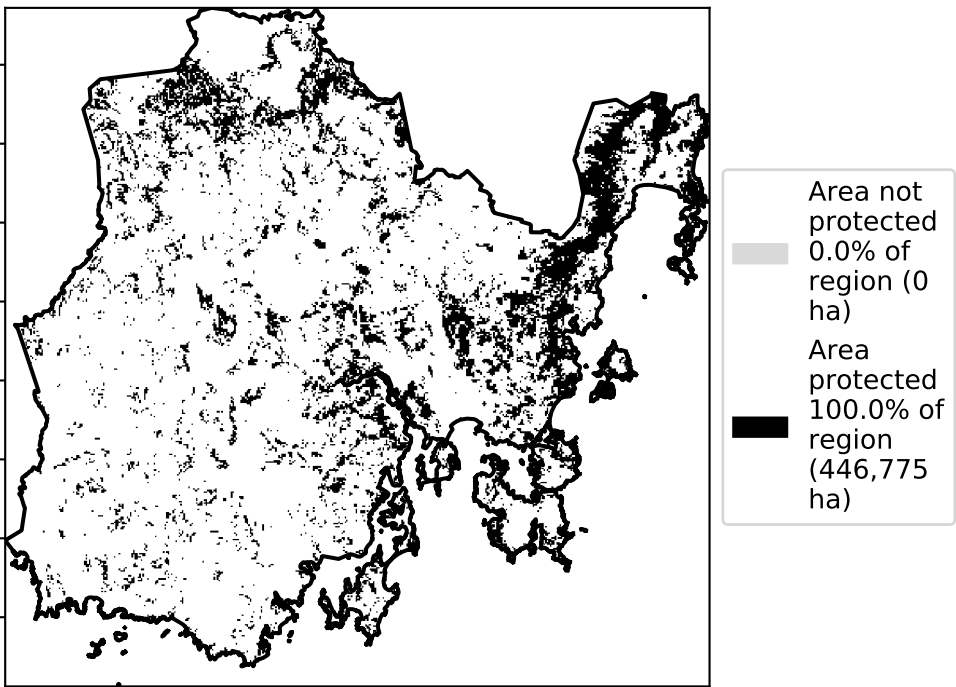 Area not
protected
0.0% of
region (0
ha)
Area
protected
100.0% of
region
(446,775
ha)